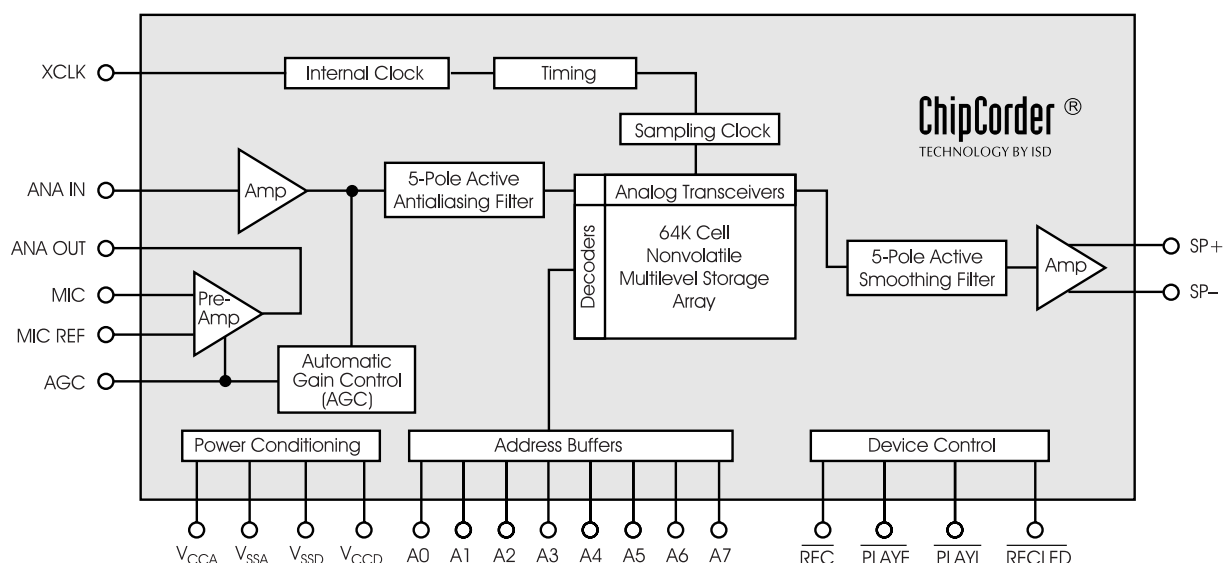 XCLK
Internal Clock
Timing
Sampling Clock
ChipCorder ®
TECHNOLOGY BY ISD
ANA IN
Amp
5-Pole Active
Antialiasing Filter
Analog Transceivers
Decoders
64K Cell
Nonvolatile
Multilevel Storage
Array
5-Pole Active
Smoothing Filter
Amp
SP+
SP–
ANA OUT
MIC
Pre-
Amp
MIC REF
AGC
Automatic
Gain Control
(AGC)
Power Conditioning
Address Buffers
Device Control
VCCA
VSSA
VSSD
VCCD
A0
A1
A2
A3
A4
A5
A6
A7
REC
PLAYE
PLAYL
RECLED